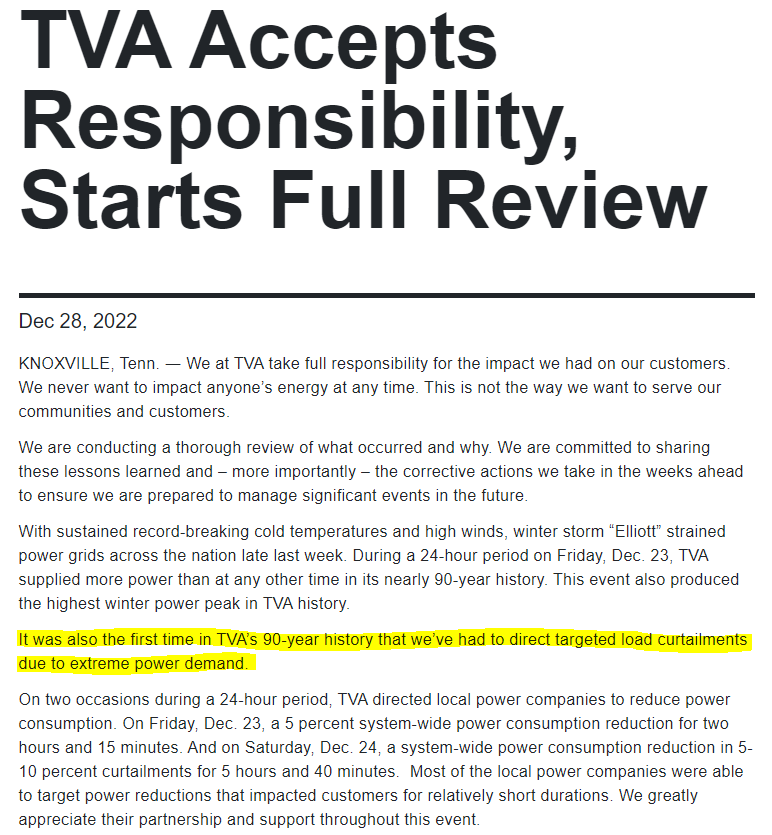 TVA Accepts
Responsibility,
Starts Full Review
Dec 28, 2022
KNOXVILLE, Tenn. — We at TVA take full responsibility for the impact we had on our customers.
We never want to impact anyone’s energy at any time. This is not the way we want to serve our
communities and customers.
We are conducting a thorough review of what occurred and why. We are committed to sharing
these lessons learned and – more importantly – the corrective actions we take in the weeks ahead
to ensure we are prepared to manage significant events in the future.
With sustained record-breaking cold temperatures and high winds, winter storm “Elliott” strained
power grids across the nation late last week. During a 24-hour period on Friday, Dec. 23, TVA
supplied more power than at any other time in its nearly 90-year history. This event also produced
the highest winter power peak in TVA history.
It was also the first time in TVA’s 90-year history that we’ve had to direct targeted load curtailments
due to extreme power demand.
On two occasions during a 24-hour period, TVA directed local power companies to reduce power
consumption. On Friday, Dec. 23, a 5 percent system-wide power consumption reduction for two
hours and 15 minutes. And on Saturday, Dec. 24, a system-wide power consumption reduction in 5-
10 percent curtailments for 5 hours and 40 minutes.  Most of the local power companies were able
to target power reductions that impacted customers for relatively short durations. We greatly
appreciate their partnership and support throughout this event.